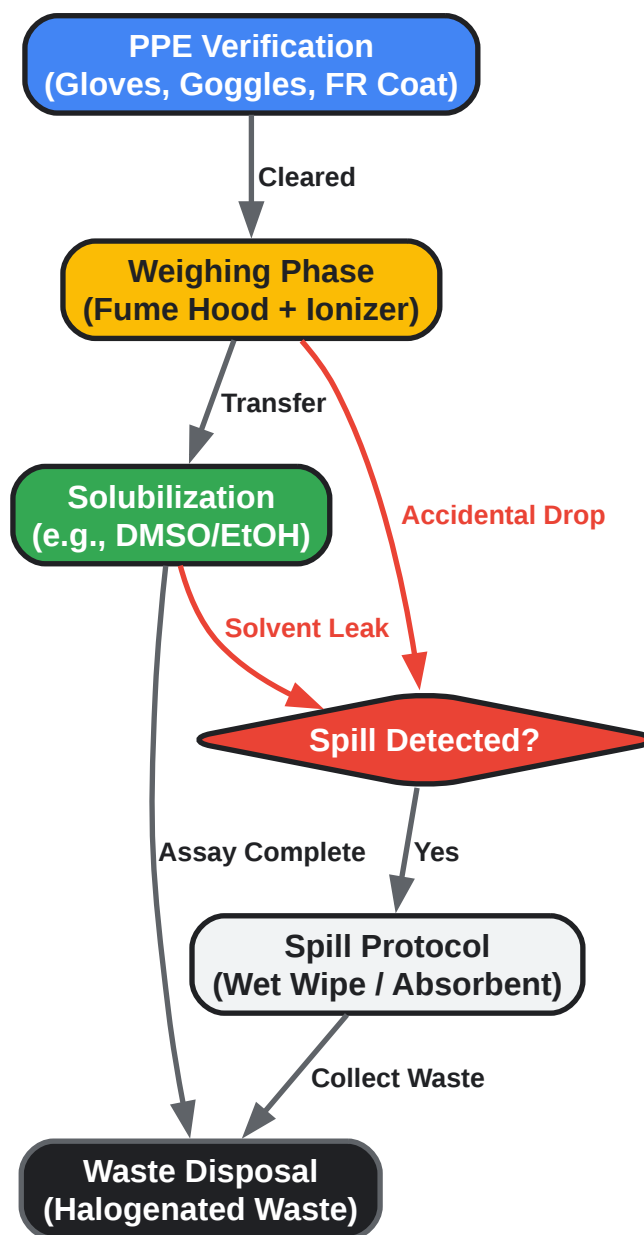 PPE Verification
(Gloves, Goggles, FR Coat)
Cleared
Weighing Phase
(Fume Hood + Ionizer)
Transfer
Solubilization
(e.g., DMSO/EtOH)
Accidental Drop
Solvent Leak
Spill Detected?
Assay Complete
Yes
Spill Protocol
(Wet Wipe / Absorbent)
Collect Waste
Waste Disposal
(Halogenated Waste)